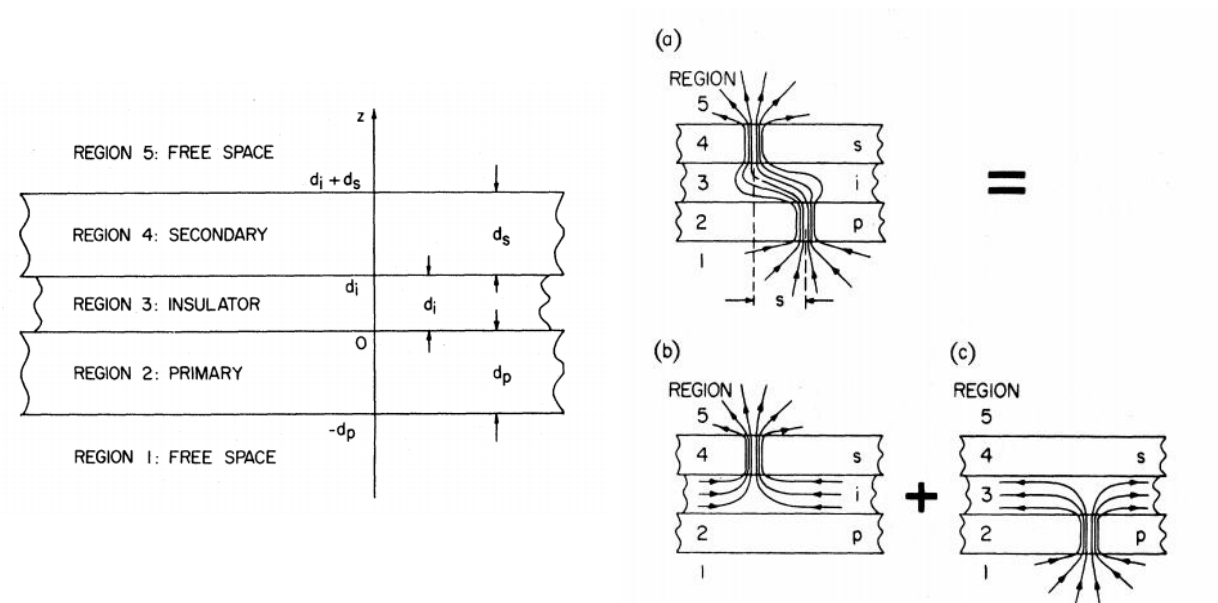 z
REGION 5: FREE SPACE
di + ds
REGION 4: SECONDARY
ds
di
REGION 3: INSULATOR
di
O
REGION 2: PRIMARY
dp
-dp
REGION 1: FREE SPACE
(a)
REGION
5
4 s
3 i
2 p
1
s
=
(b)
REGION
5
4 s
3 i
2 p
1
+
(c)
REGION
5
4 s
3
2 p
1